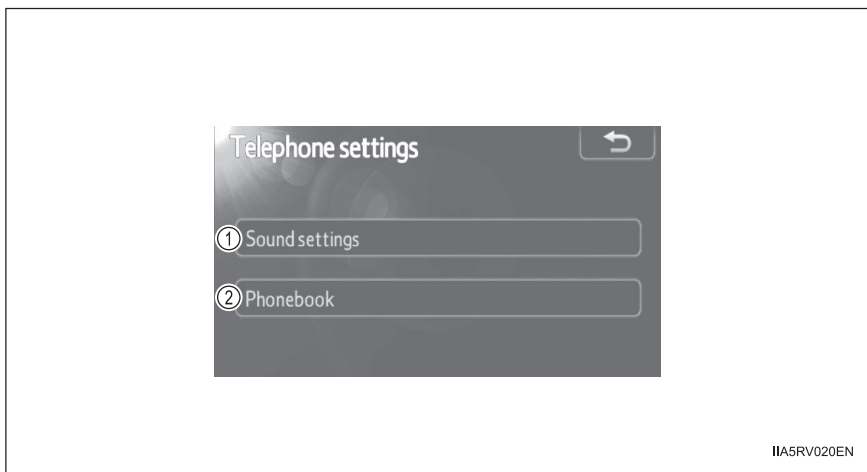 Telephone settings
① Sound settings
② Phonebook
IIA5RV020EN